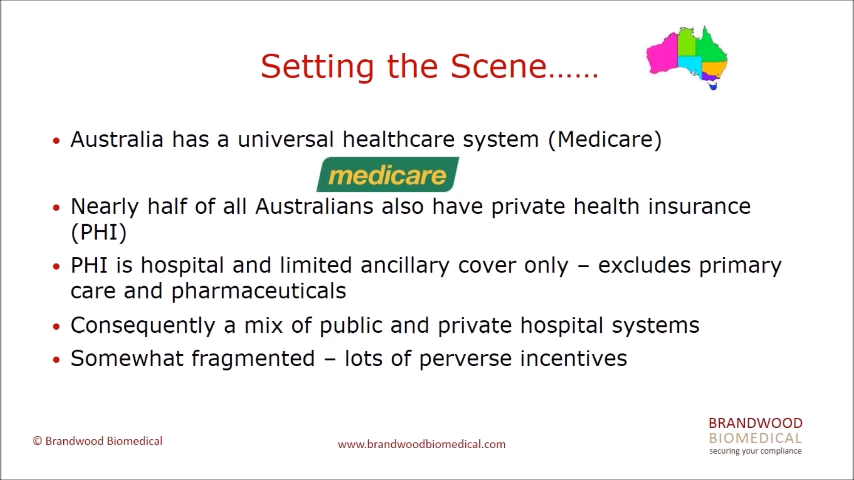 Setting the Scene......
• Australia has a universal healthcare system (Medicare)
medicare
• Nearly half of all Australians also have private health insurance
(PHI)
• PHI is hospital and limited ancillary cover only – excludes primary
care and pharmaceuticals
• Consequently a mix of public and private hospital systems
• Somewhat fragmented – lots of perverse incentives
© Brandwood Biomedical
www.brandwoodbiomedical.com
BRANDWOOD
BIOMEDICAL
securing your compliance